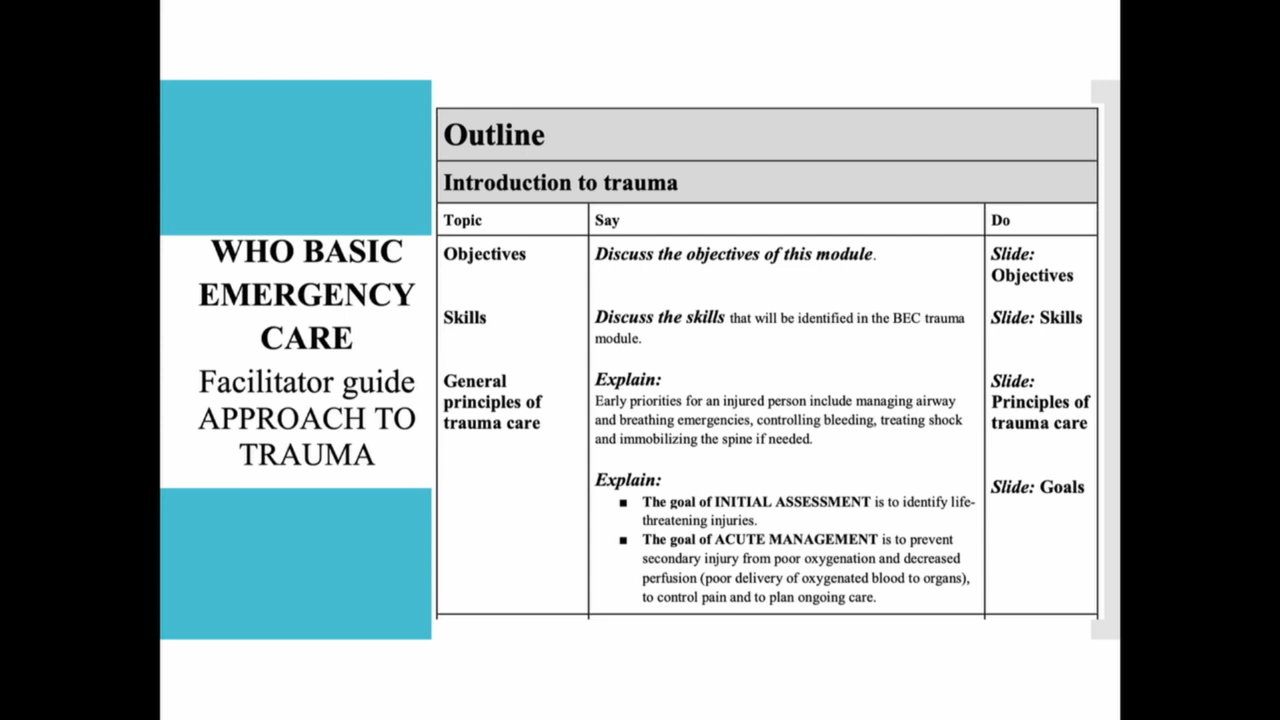 WHO BASIC
EMERGENCY
CARE
Facilitator guide
APPROACH TO
TRAUMA
Outline
Introduction to trauma
Topic
Say
Do
Objectives
Discuss the objectives of this module.
Slide:
Objectives
Skills
Discuss the skills that will be identified in the BEC trauma
module.
Slide: Skills
General
principles of
trauma care
Explain:
Early priorities for an injured person include managing airway
and breathing emergencies, controlling bleeding, treating shock
and immobilizing the spine if needed.
Slide:
Principles of
trauma care
Explain:
■ The goal of INITIAL ASSESSMENT is to identify life-
threatening injuries.
■ The goal of ACUTE MANAGEMENT is to prevent
secondary injury from poor oxygenation and decreased
perfusion (poor delivery of oxygenated blood to organs),
to control pain and to plan ongoing care.
Slide: Goals